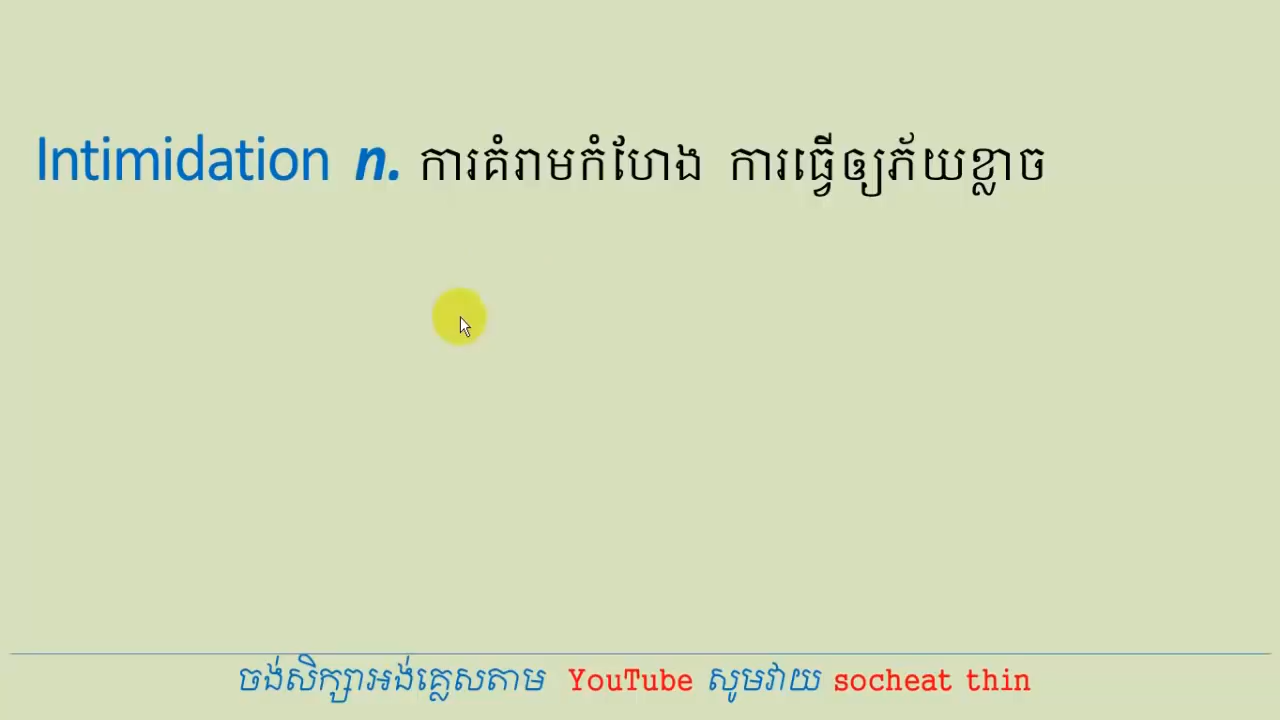 Intimidation n. ការគំរាមកំហែង ការធ្វើឲ្យភ័យខ្លាច
ចង់សិក្សាអង់គ្លេសតាម YouTube សូមវាយ socheat thin